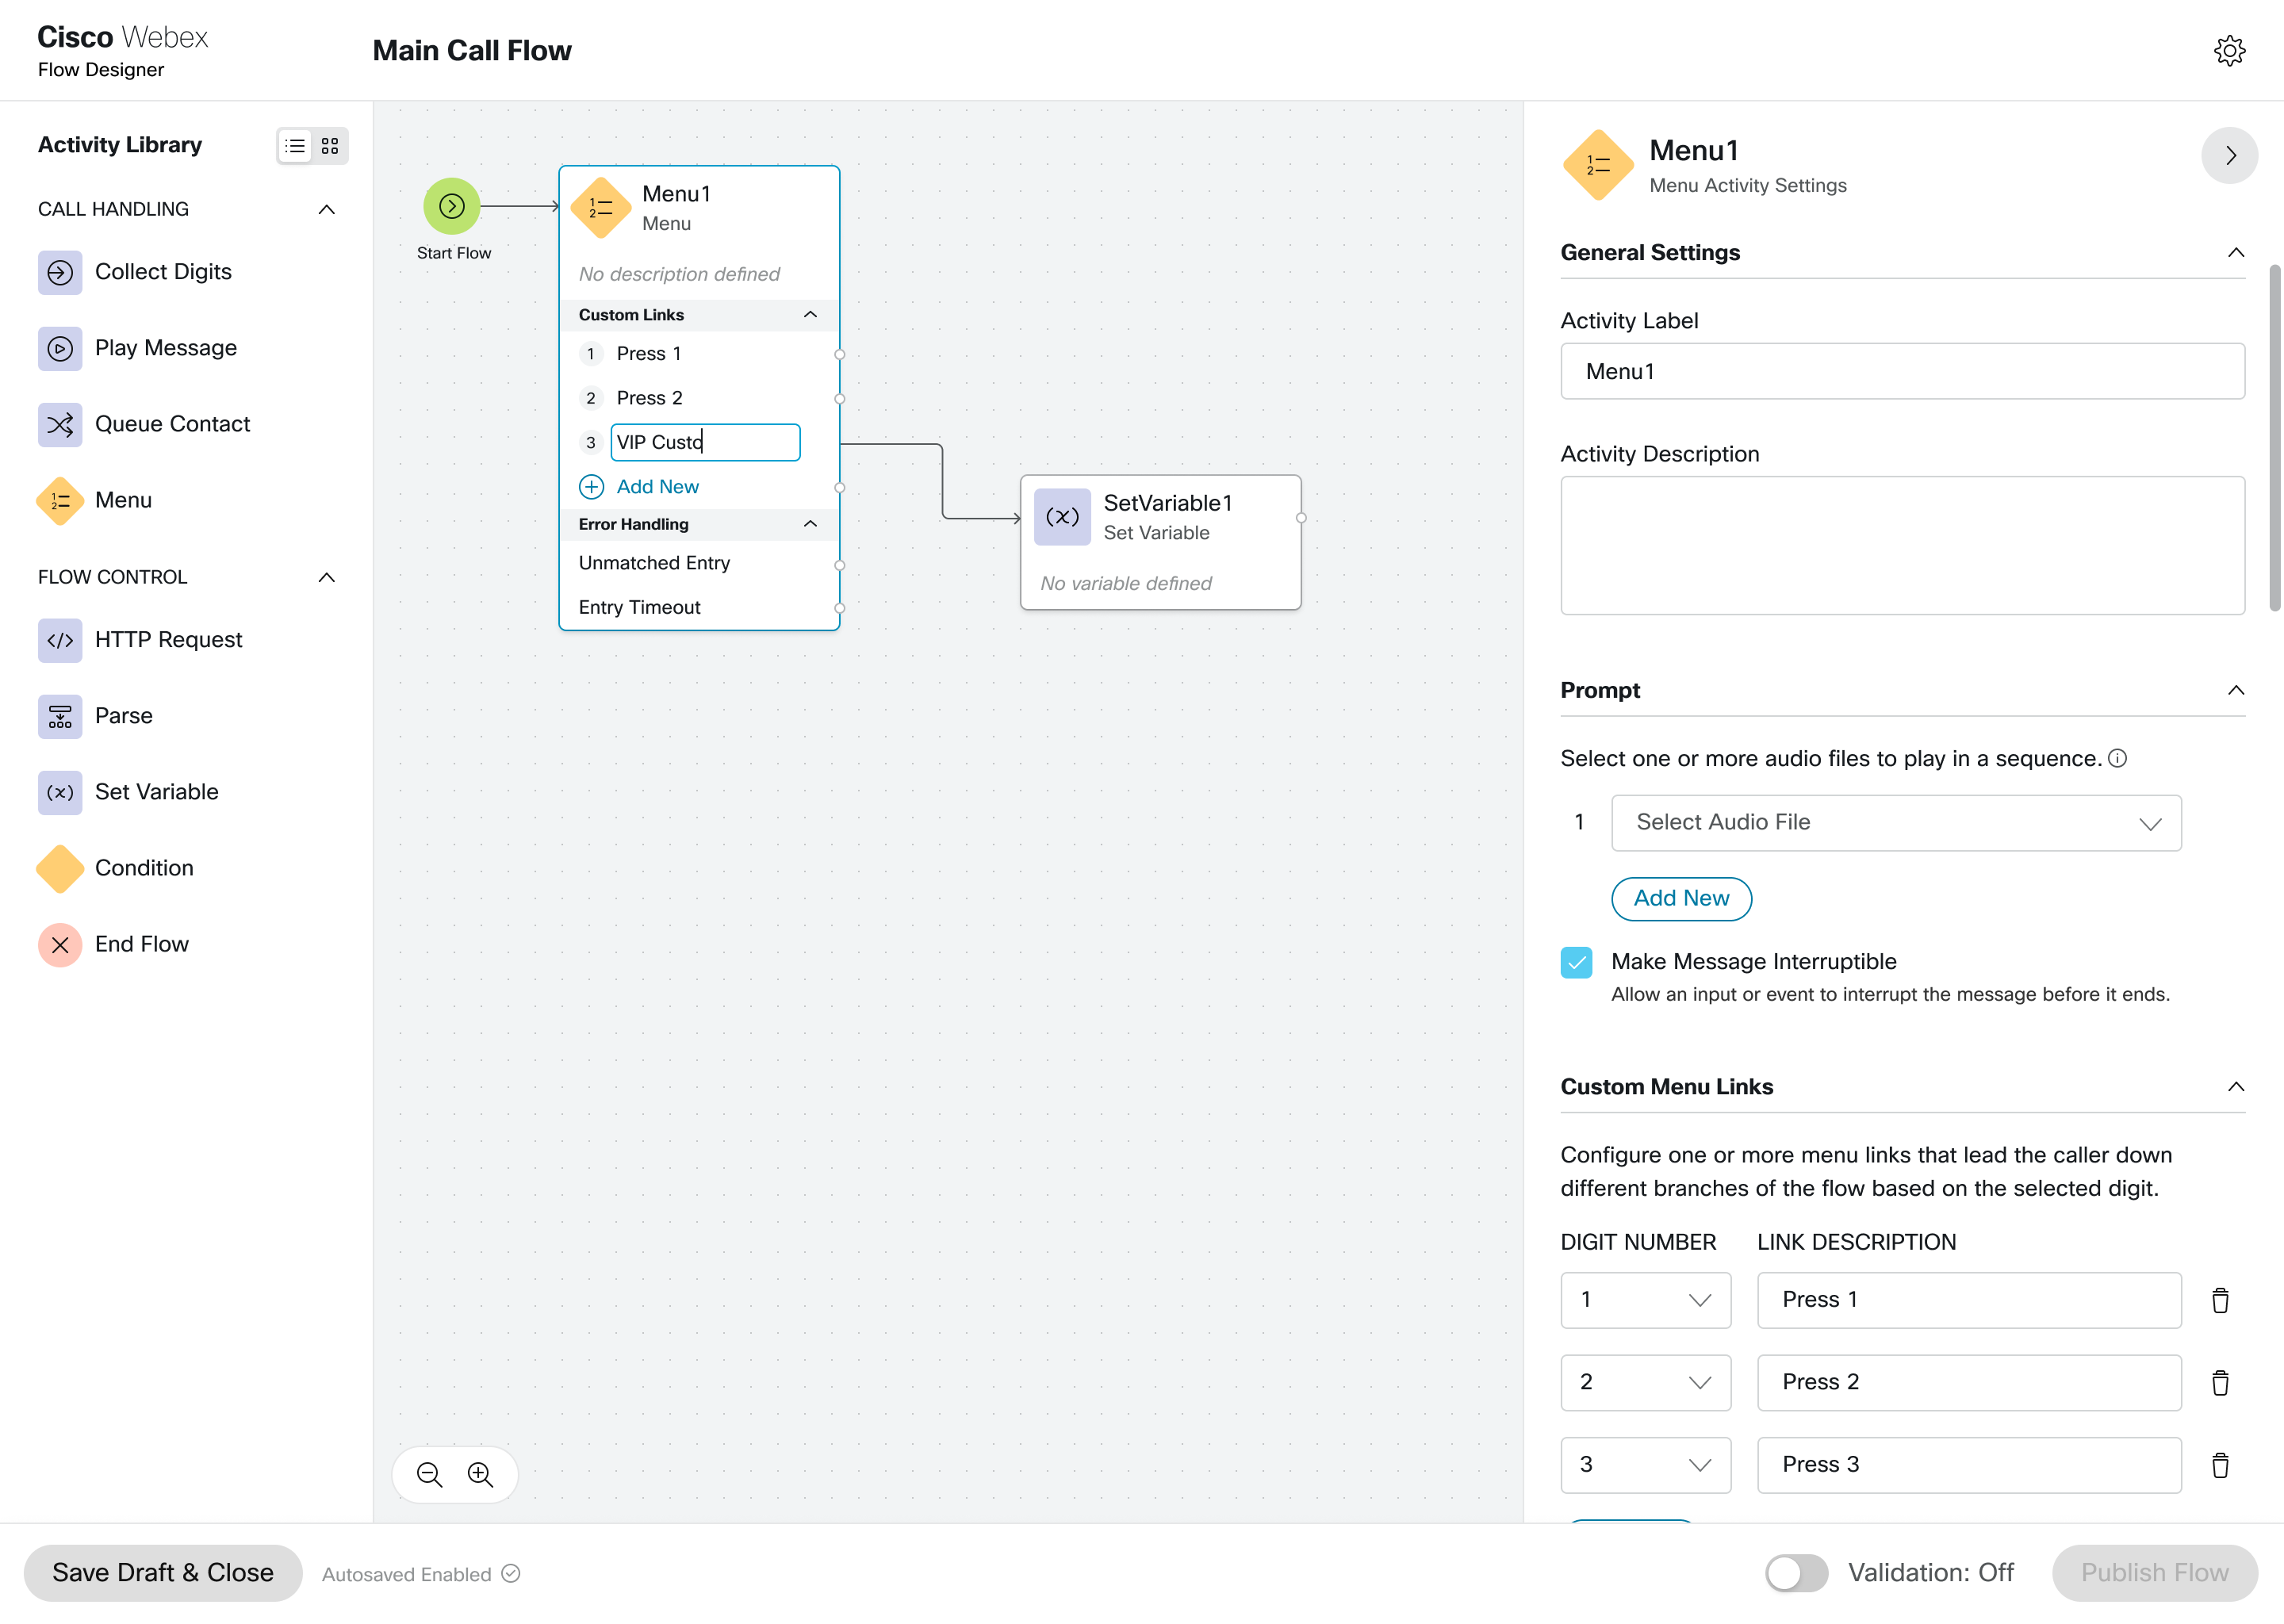 Cisco Webex
Flow Designer
Main Call Flow
Activity Library
CALL HANDLING
Collect Digits
Play Message
Queue Contact
1
2
Menu
FLOW CONTROL
</> HTTP Request
Parse
(x) Set Variable
Condition
End Flow
Start Flow
1
2
Menu1
Menu
No description defined
Custom Links
1 Press 1
2 Press 2
3 VIP Custo
Add New
Error Handling
Unmatched Entry
Entry Timeout
(x) SetVariable1
Set Variable
No variable defined
1
2
Menu1
Menu Activity Settings
General Settings
Activity Label
Menu1
Activity Description
Prompt
Select one or more audio files to play in a sequence.
1 Select Audio File
Add New
Make Message Interruptible
Allow an input or event to interrupt the message before it ends.
Custom Menu Links
Configure one or more menu links that lead the caller down
different branches of the flow based on the selected digit.
DIGIT NUMBER LINK DESCRIPTION
1 Press 1
2 Press 2
3 Press 3
Save Draft & Close
Autosaved Enabled
Validation: Off
Publish Flow